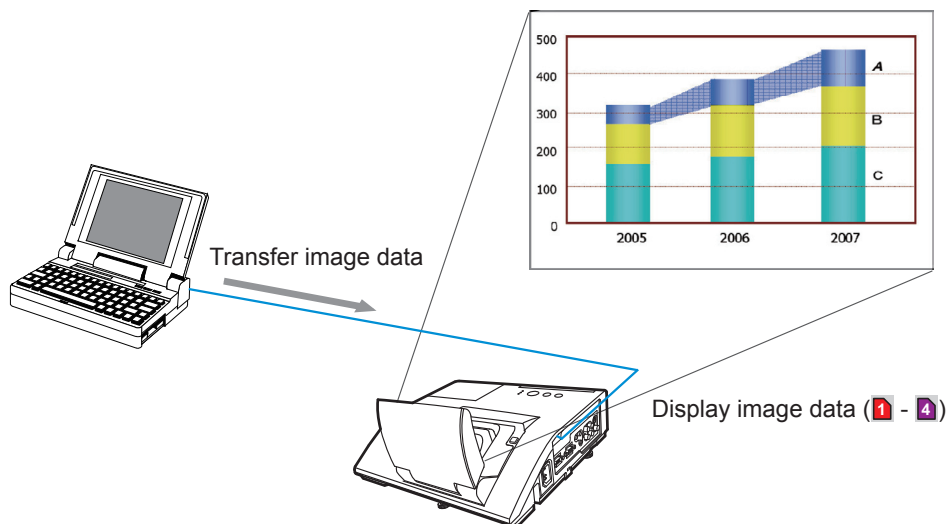 500
400
300
200
100
0
A
B
C
2005 2006 2007
Transfer image data
Display image data (1 - 4)